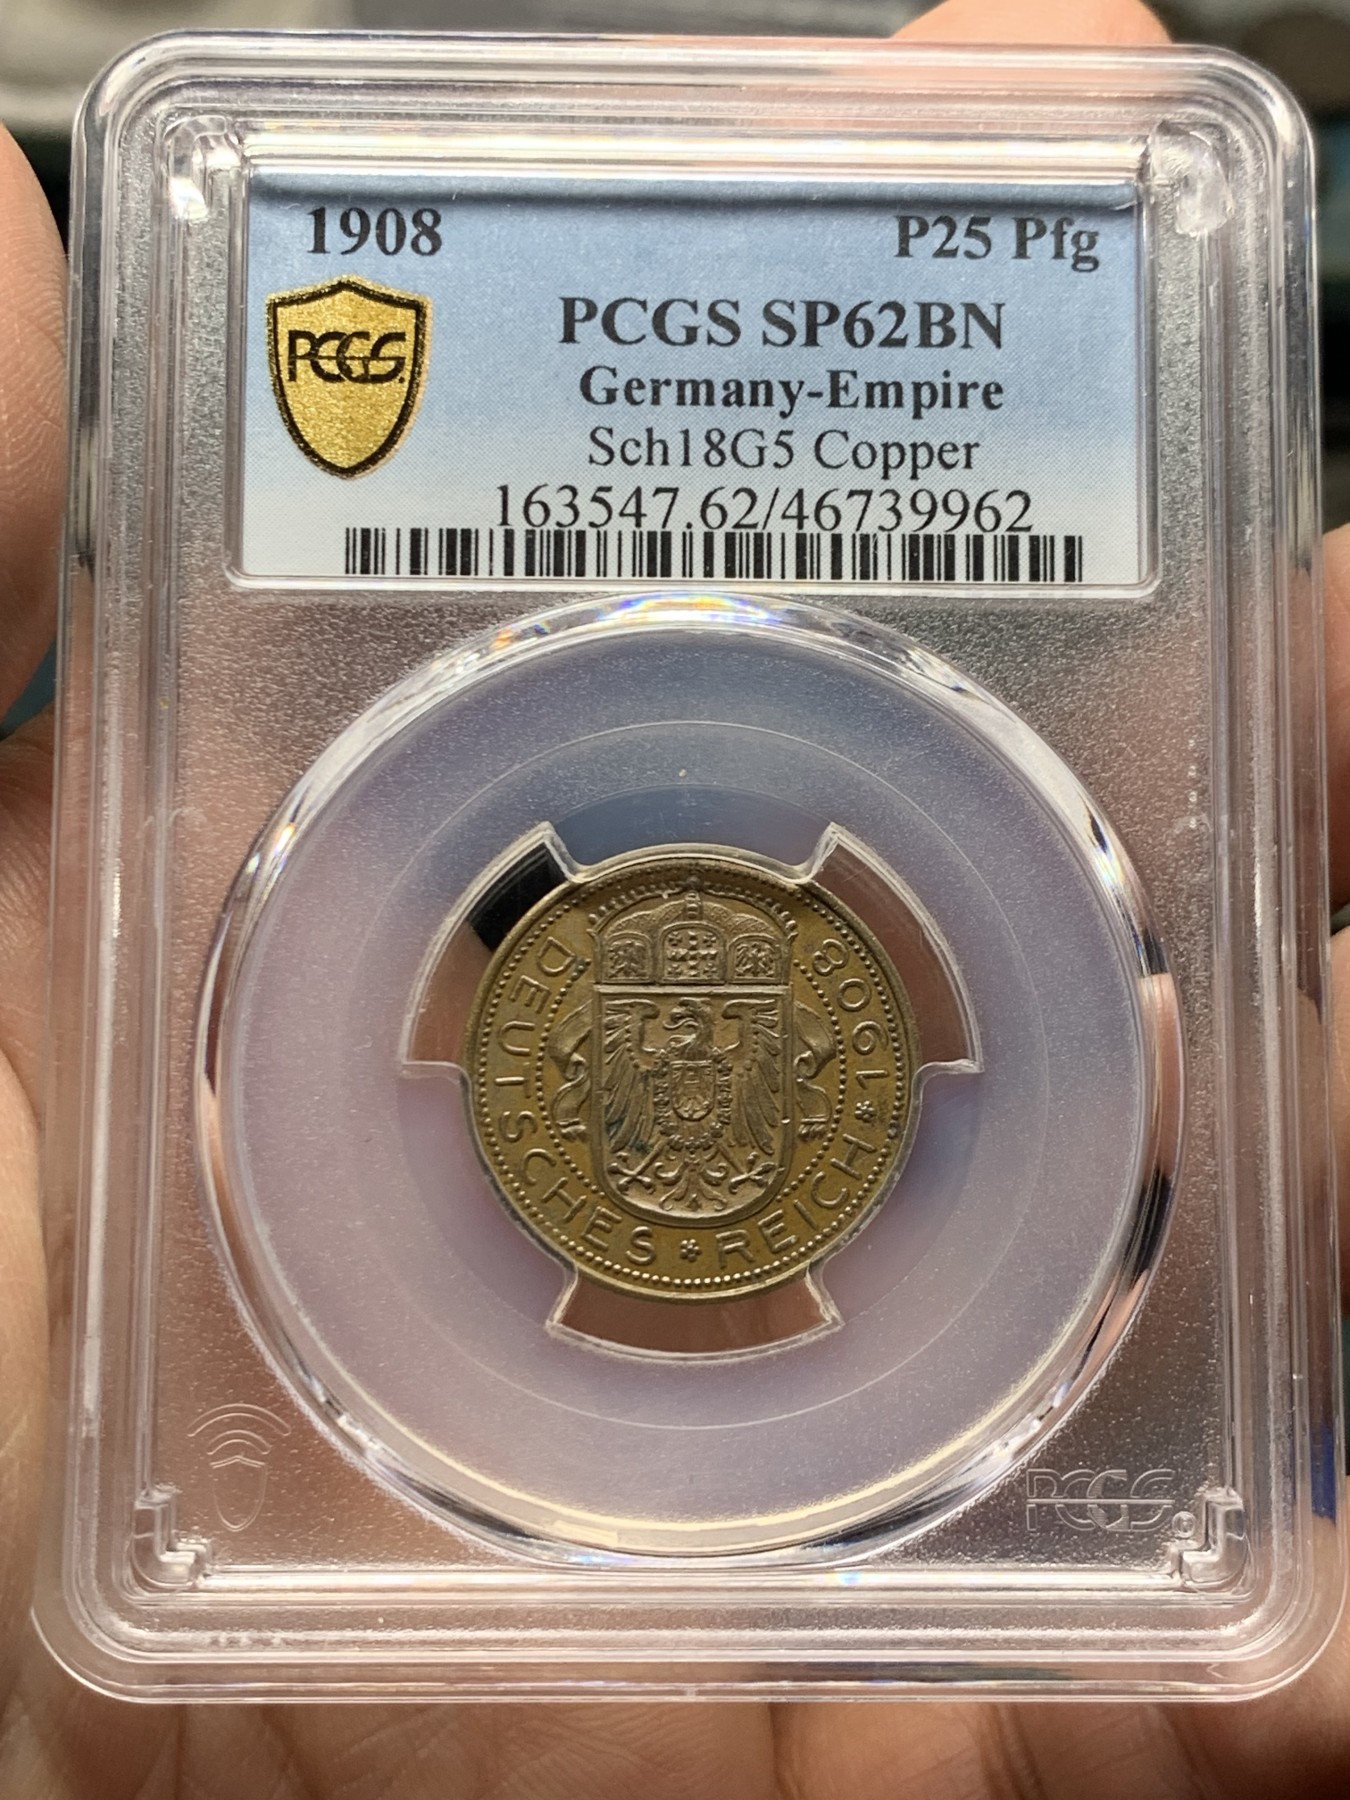 1908 P25 Pfg
PCGS SP62BN
PCGS
Germany-Empire
Sch18G5 Copper
163547.62/46739962
DEUTSCHES * REICH * 1908
PCGS